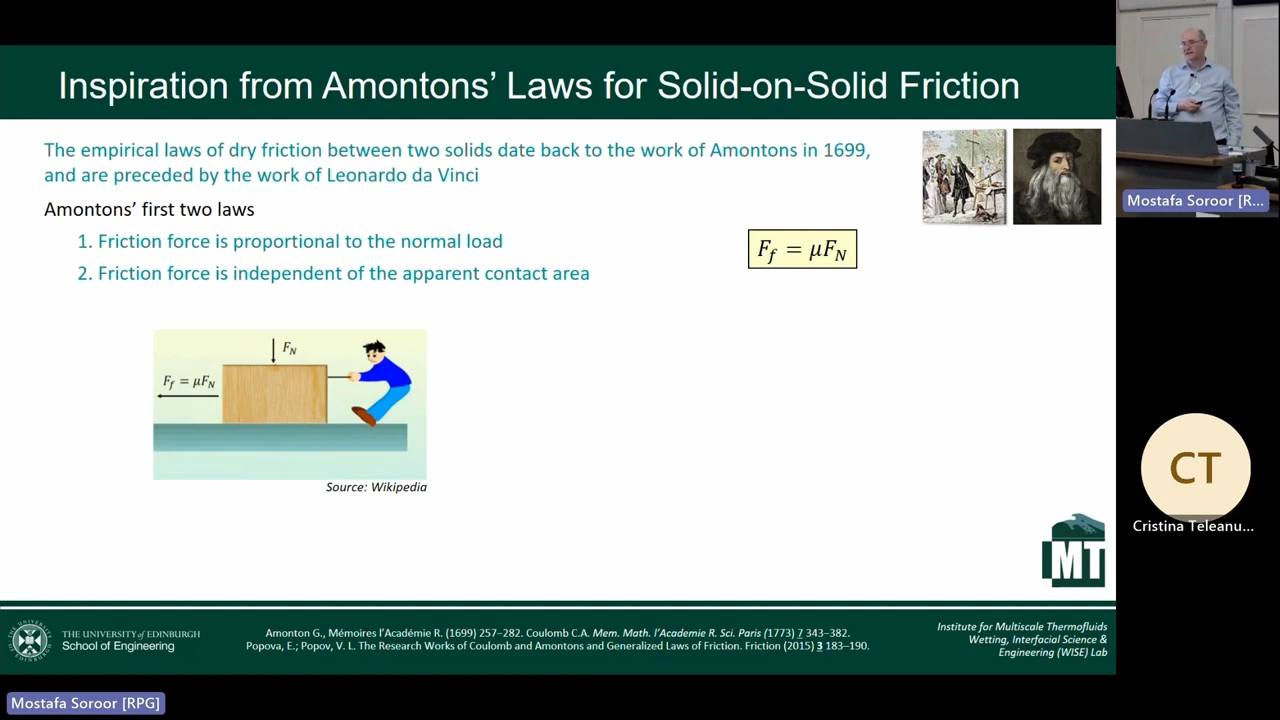 Inspiration from Amontons’ Laws for Solid-on-Solid Friction
The empirical laws of dry friction between two solids date back to the work of Amontons in 1699,
and are preceded by the work of Leonardo da Vinci
Amontons’ first two laws
1. Friction force is proportional to the normal load
2. Friction force is independent of the apparent contact area
F_f = μF_N
F_N
F_f = μF_N
Source: Wikipedia
MT
THE UNIVERSITY of EDINBURGH
School of Engineering
Amonton G., Mémoires l’Académie R. (1699) 257–282. Coulomb C.A. Mem. Math. l’Academie R. Sci. Paris (1773) 7 343–382.
Popova, E.; Popov, V. L. The Research Works of Coulomb and Amontons and Generalized Laws of Friction. Friction (2015) 3 183–190.
Institute for Multiscale Thermofluids
Wetting, Interfacial Science &
Engineering (WISE) Lab
Mostafa Soroor [R...
CT
Cristina Teleanu...
Mostafa Soroor [RPG]